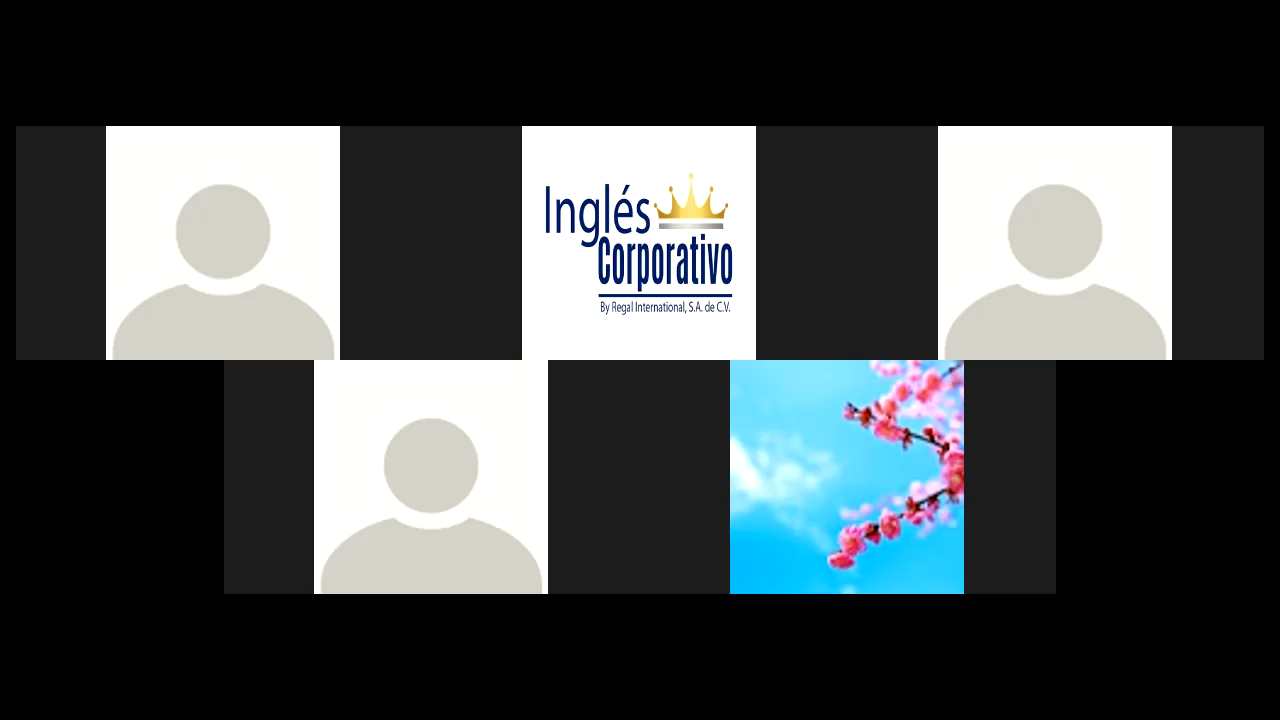 Inglés
Corporativo
By Regal International, S.A. de C.V.